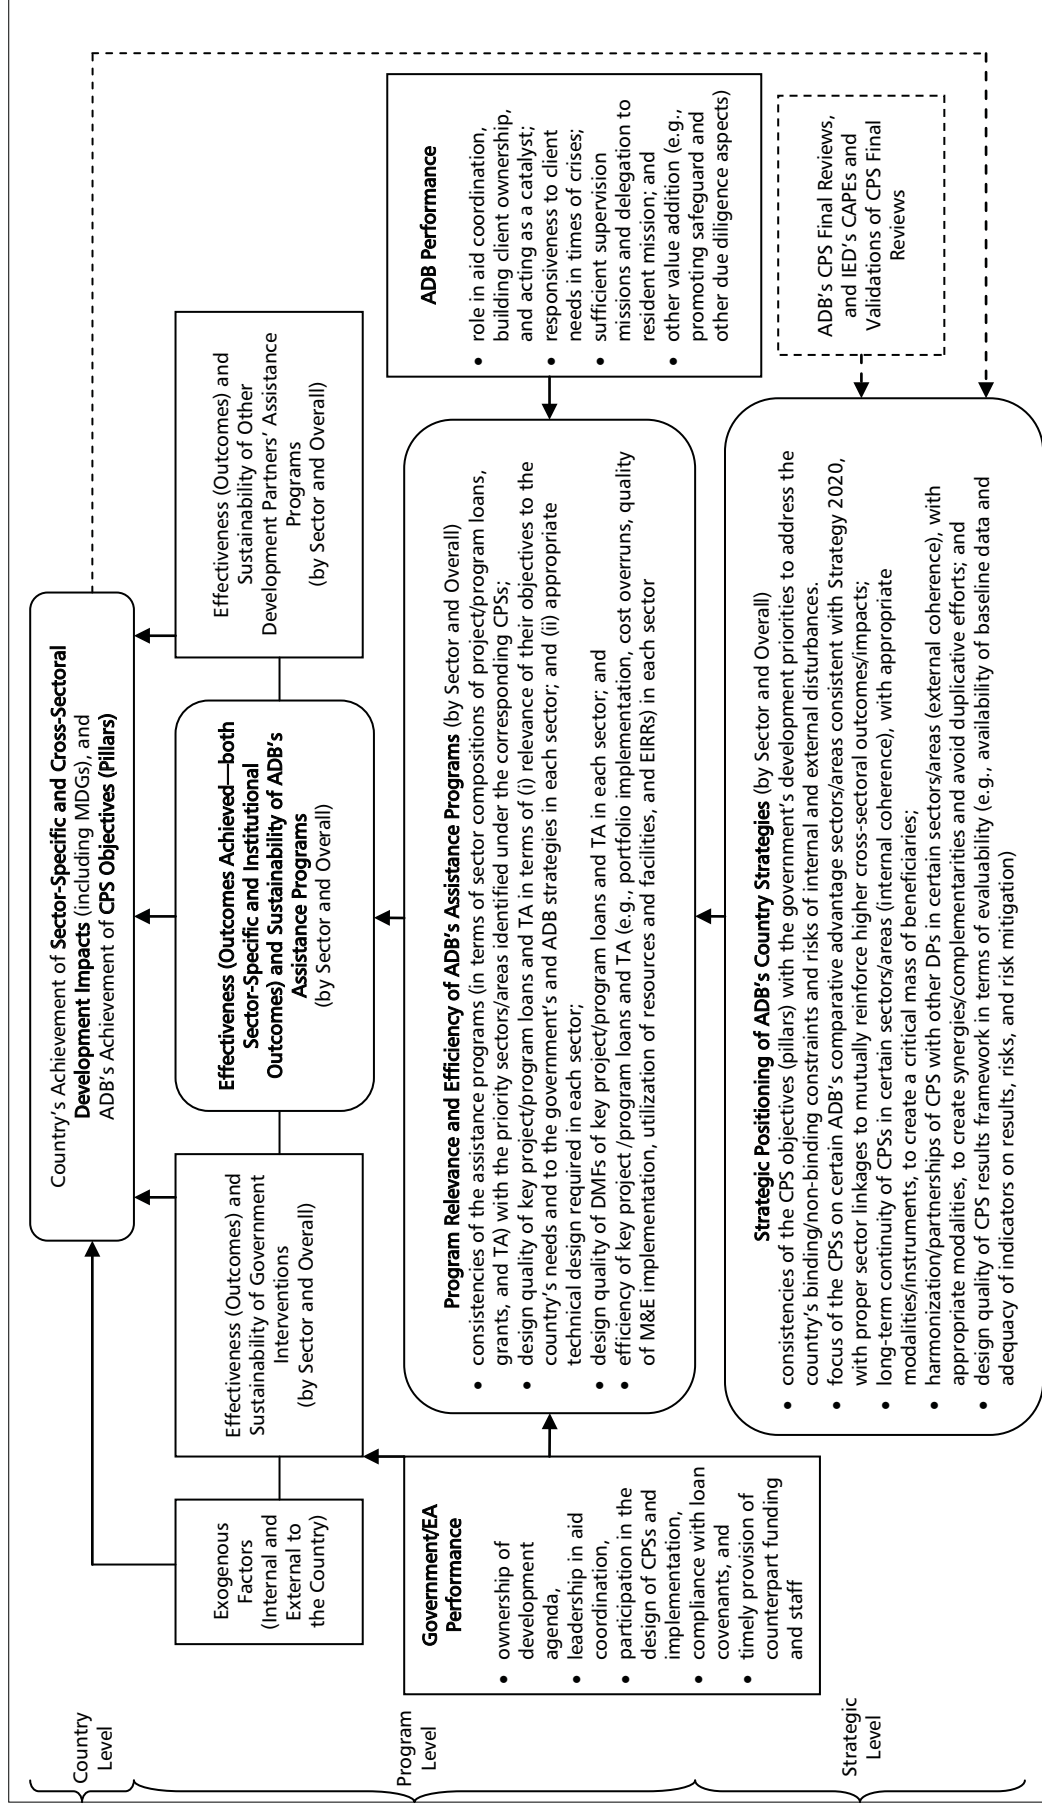 Country
Level
Country's Achievement of Sector-Specific and Cross-Sectoral
Development Impacts (including MDGs), and
ADB's Achievement of CPS Objectives (Pillars)
Program
Level
Exogenous
Factors
(Internal and
External to
the Country)
Effectiveness (Outcomes) and
Sustainability of Government
Interventions
(by Sector and Overall)
Effectiveness (Outcomes Achieved—both
Sector-Specific and Institutional
Outcomes) and Sustainability of ADB's
Assistance Programs
(by Sector and Overall)
Effectiveness (Outcomes) and
Sustainability of Other
Development Partners' Assistance
Programs
(by Sector and Overall)
Government/EA
Performance
• ownership of
development
agenda,
• leadership in aid
coordination,
• participation in the
design of CPSs and
implementation,
• compliance with loan
covenants, and
• timely provision of
counterpart funding
and staff
Program Relevance and Efficiency of ADB's Assistance Programs (by Sector and Overall)
• consistencies of the assistance programs (in terms of sector compositions of project/program loans,
grants, and TA) with the priority sectors/areas identified under the corresponding CPSs;
• design quality of key project/program loans and TA in terms of (i) relevance of their objectives to the
country's needs and to the government's and ADB strategies in each sector; and (ii) appropriate
technical design required in each sector;
• design quality of DMFs of key project/program loans and TA in each sector; and
• efficiency of key project /program loans and TA (e.g., portfolio implementation, cost overruns, quality
of M&E implementation, utilization of resources and facilities, and EIRRs) in each sector
ADB Performance
• role in aid coordination,
building client ownership,
and acting as a catalyst;
• responsiveness to client
needs in times of crises;
• sufficient supervision
missions and delegation to
resident mission; and
• other value addition (e.g.,
promoting safeguard and
other due diligence aspects)
Strategic
Level
Strategic Positioning of ADB's Country Strategies (by Sector and Overall)
• consistencies of the CPS objectives (pillars) with the government's development priorities to address the
country's binding/non-binding constraints and risks of internal and external disturbances.
• focus of the CPSs on certain ADB's comparative advantage sectors/areas consistent with Strategy 2020,
with proper sector linkages to mutually reinforce higher cross-sectoral outcomes/impacts;
• long-term continuity of CPSs in certain sectors/areas (internal coherence), with appropriate
modalities/instruments, to create a critical mass of beneficiaries;
• harmonization/partnerships of CPS with other DPs in certain sectors/areas (external coherence), with
appropriate modalities, to create synergies/complementarities and avoid duplicative efforts; and
• design quality of CPS results framework in terms of evaluability (e.g., availability of baseline data and
adequacy of indicators on results, risks, and risk mitigation)
ADB's CPS Final Reviews,
and IED's CAPEs and
Validations of CPS Final
Reviews